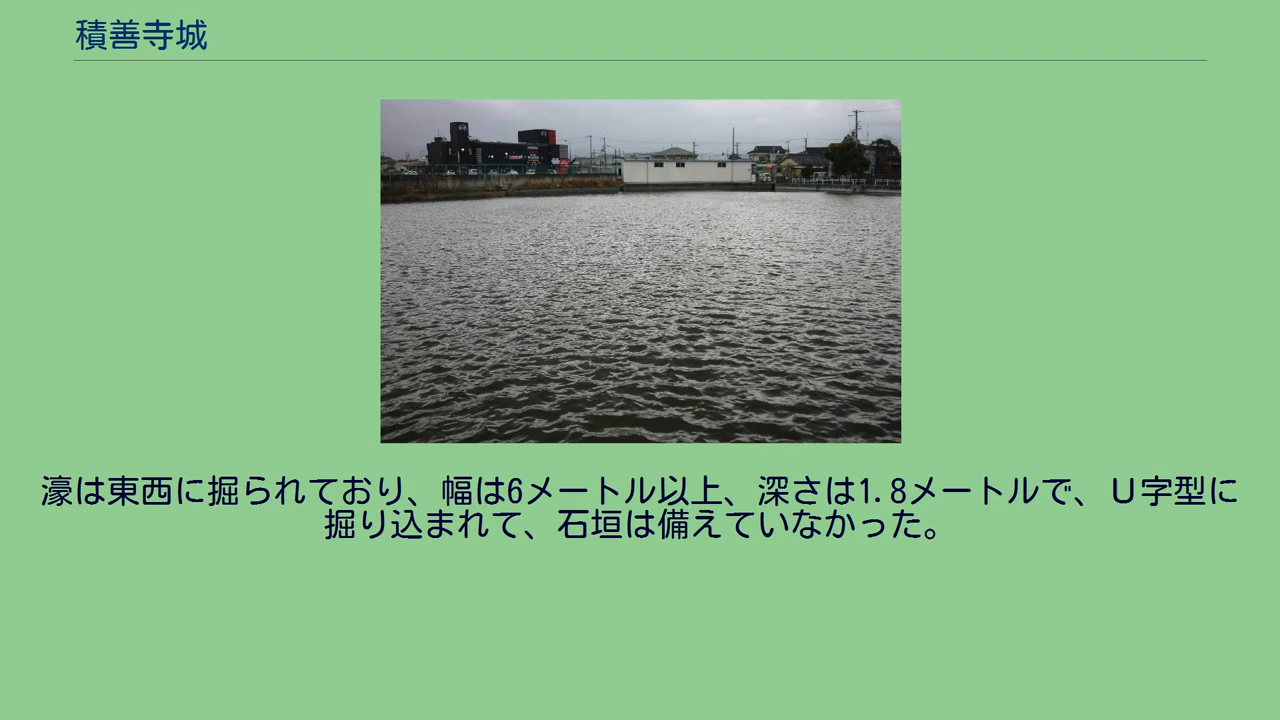 積善寺城
濠は東西に掘られており、幅は6メートル以上、深さは1.8メートルで、U字型に
掘り込まれて、石垣は備えていなかった。